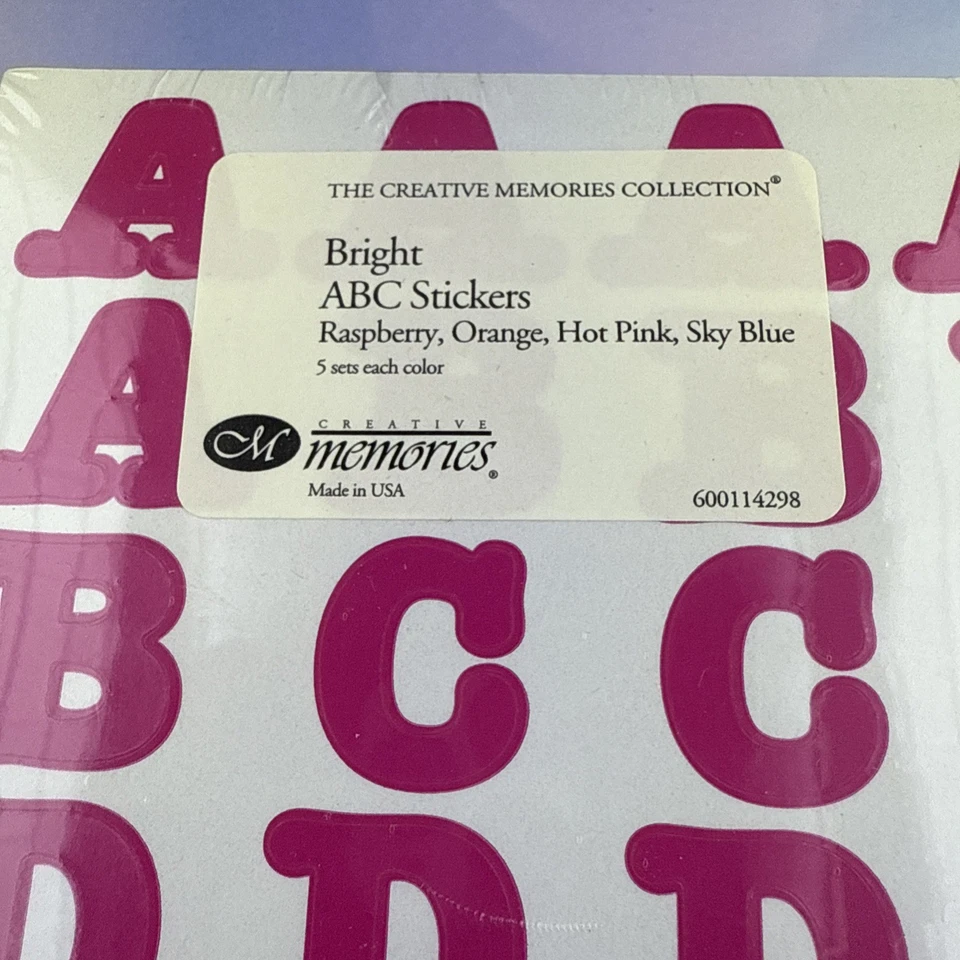 A A A
THE CREATIVE MEMORIES COLLECTION®
Bright
ABC Stickers
Raspberry, Orange, Hot Pink, Sky Blue
5 sets each color
CM CREATIVE
memories®
Made in USA
600114298
A B B
B C C
D D D